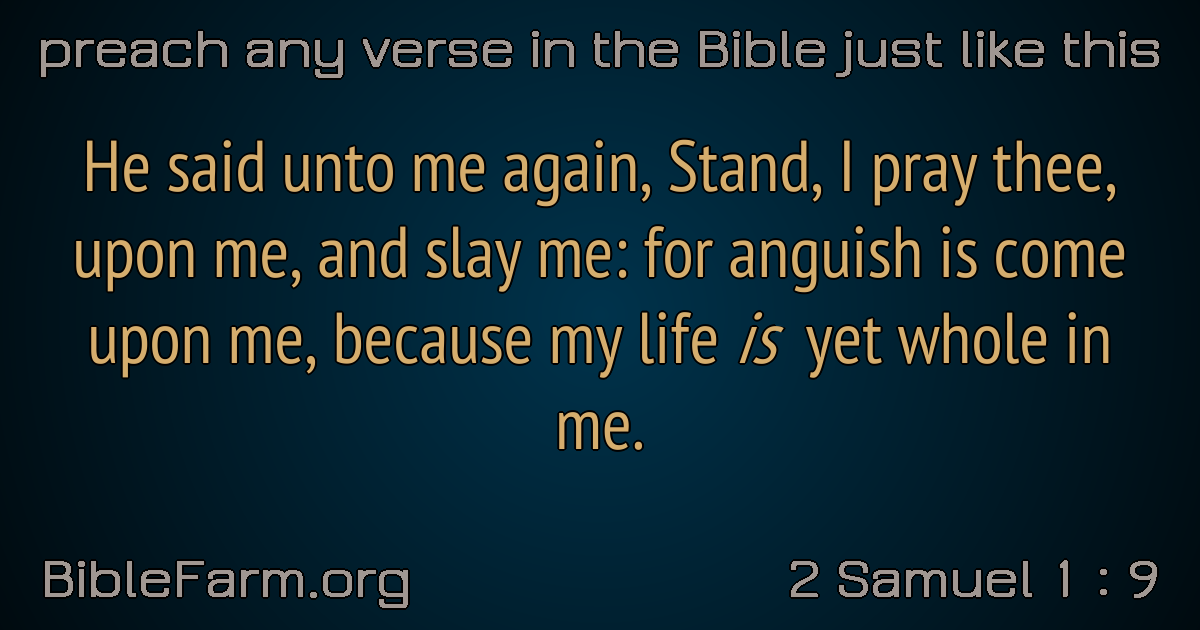 preach any verse in the Bible just like this
He said unto me again, Stand, I pray thee,
upon me, and slay me: for anguish is come
upon me, because my life is yet whole in
me.
BibleFarm.org
2 Samuel 1 : 9